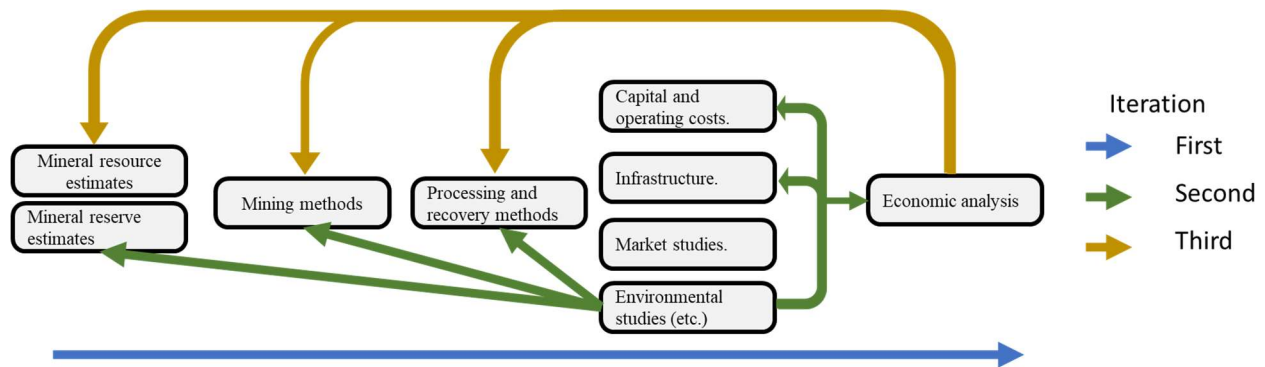 Mineral resource
estimates
Mineral reserve
estimates
Mining methods
Processing and
recovery methods
Capital and
operating costs.
Infrastructure.
Market studies.
Environmental
studies (etc.)
Economic analysis
Iteration
First
Second
Third